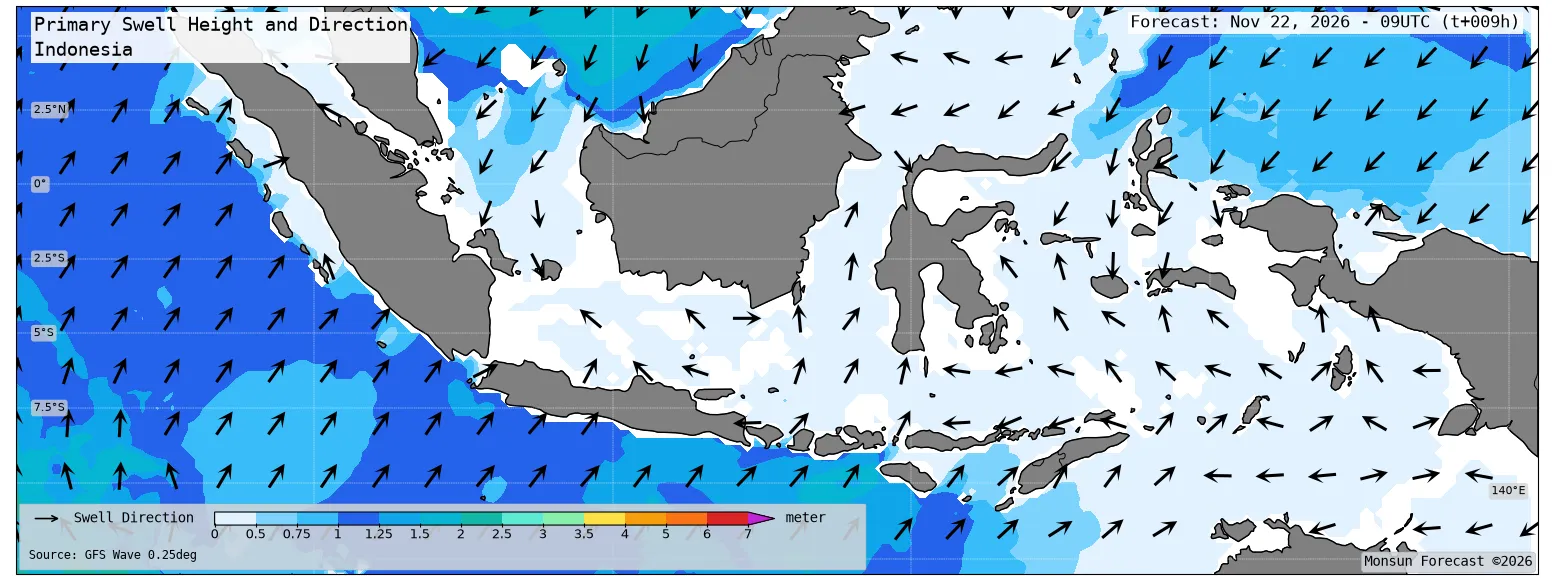 Primary Swell Height and Direction
Indonesia
Forecast: Nov 22, 2026 - 09UTC (t+009h)
2.5°N
0°
2.5°S
5°S
7.5°S
140°E
Swell Direction
0 0.5 0.75 1 1.25 1.5 2 2.5 3 3.5 4 5 6 7
meter
Source: GFS Wave 0.25deg
Monsun Forecast ©2026